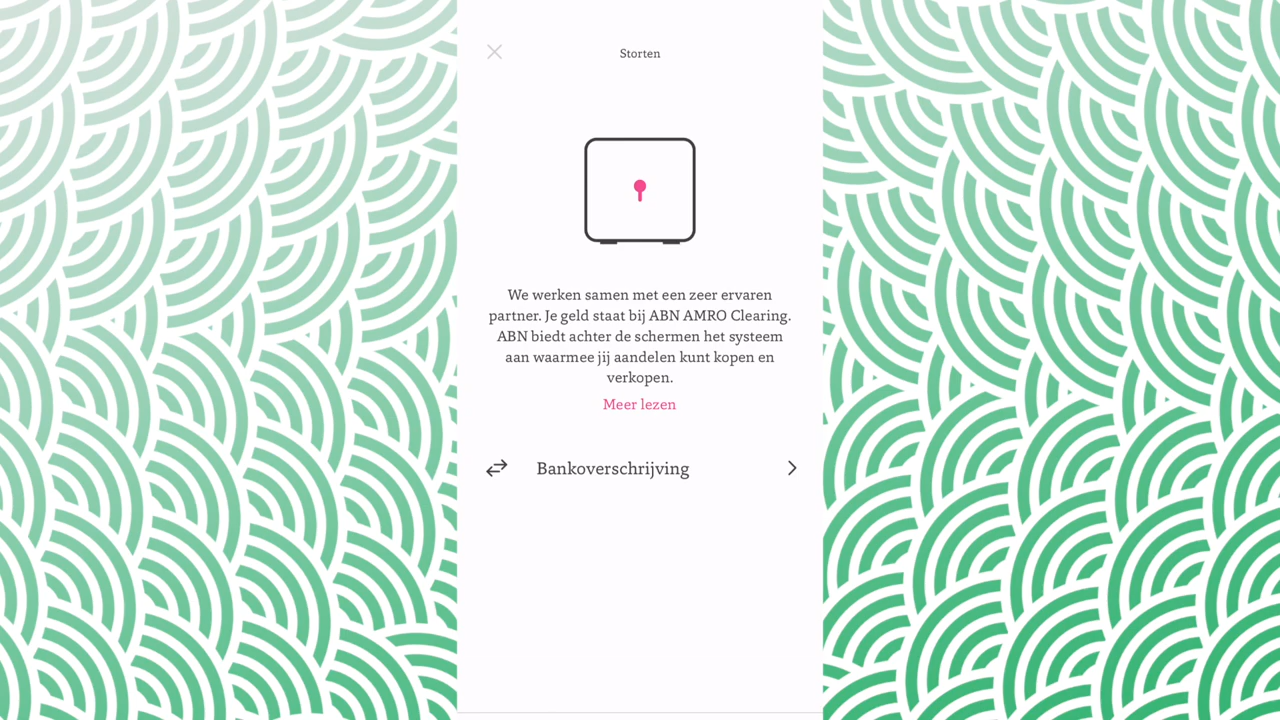 Storten
We werken samen met een zeer ervaren
partner. Je geld staat bij ABN AMRO Clearing.
ABN biedt achter de schermen het systeem
aan waarmee jij aandelen kunt kopen en
verkopen.
Meer lezen
Bankoverschrijving